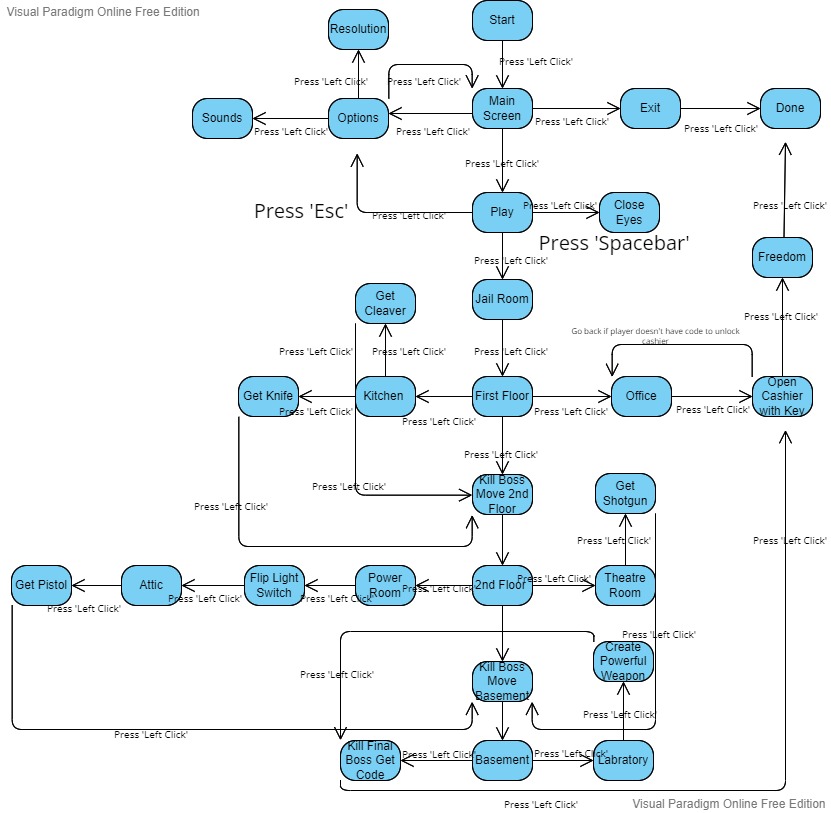 Visual Paradigm Online Free Edition
Start
Resolution
Press 'Left Click'
Press 'Left Click'
Press 'Left Click'
Main
Screen
Exit
Done
Sounds
Options
Press 'Left Click'
Press 'Left Click'
Press 'Left Click'
Press 'Left Click'
Press 'Left Click'
Press 'Esc'
Press 'Left Click'
Play
Press 'Left Click'
Close
Eyes
Press 'Left Click'
Press 'Spacebar'
Press 'Left Click'
Freedom
Get
Cleaver
Jail Room
Press 'Left Click'
Go back if player doesn't have code to unlock
cashier
Press 'Left Click'
Press 'Left Click'
Press 'Left Click'
Get Knife
Press 'Left Click'
Kitchen
Press 'Left Click'
First Floor
Press 'Left Click'
Office
Press 'Left Click'
Open
Cashier
with Key
Press 'Left Click'
Press 'Left Click'
Kill Boss
Move 2nd
Floor
Get
Shotgun
Press 'Left Click'
Press 'Left Click'
Press 'Left Click'
Get Pistol
Press 'Left Click'
Attic
Press 'Left Click'
Flip Light
Switch
Press 'Left Click'
Power
Room
Press 'Left Click'
2nd Floor
Press 'Left Click'
Theatre
Room
Press 'Left Click'
Press 'Left Click'
Kill Boss
Move
Basement
Create
Powerful
Weapon
Press 'Left Click'
Press 'Left Click'
Kill Final
Boss Get
Code
Press 'Left Click'
Basement
Press 'Left Click'
Labratory
Press 'Left Click'
Visual Paradigm Online Free Edition